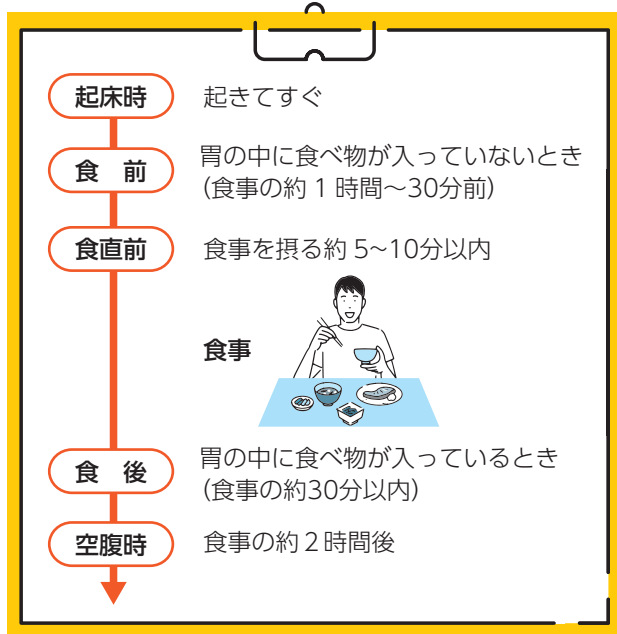 起床時 起きてすぐ
食 前 胃の中に食べ物が入っていないとき
(食事の約 1 時間〜30分前)
食直前 食事を摂る約 5~10分以内
食事
食 後 胃の中に食べ物が入っているとき
(食事の約30分以内)
空腹時 食事の約2時間後